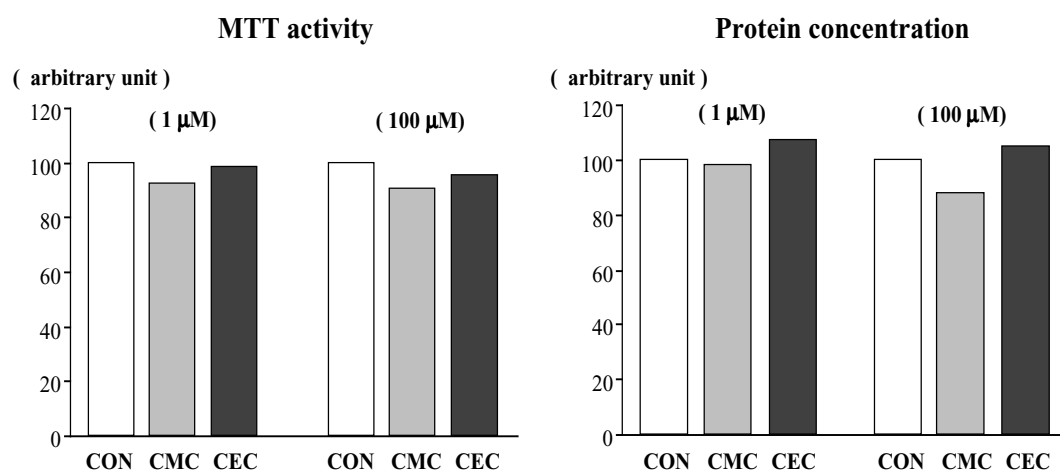 MTT activity
( arbitrary unit )
120
100
80
60
40
20
0
( 1 μM)
( 100 μM)
CON CMC CEC CON CMC CEC
Protein concentration
( arbitrary unit )
120
100
80
60
40
20
0
( 1 μM)
( 100 μM)
CON CMC CEC CON CMC CEC